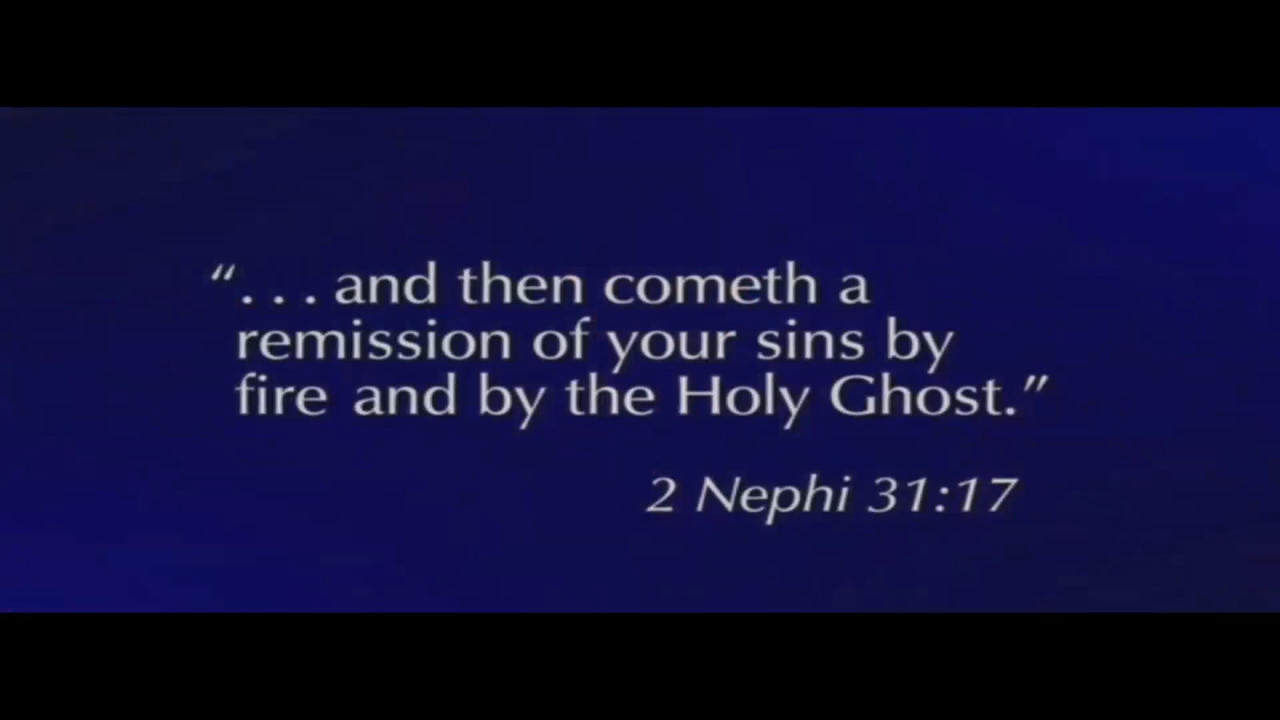 “. . . and then cometh a
remission of your sins by
fire and by the Holy Ghost.”
2 Nephi 31:17